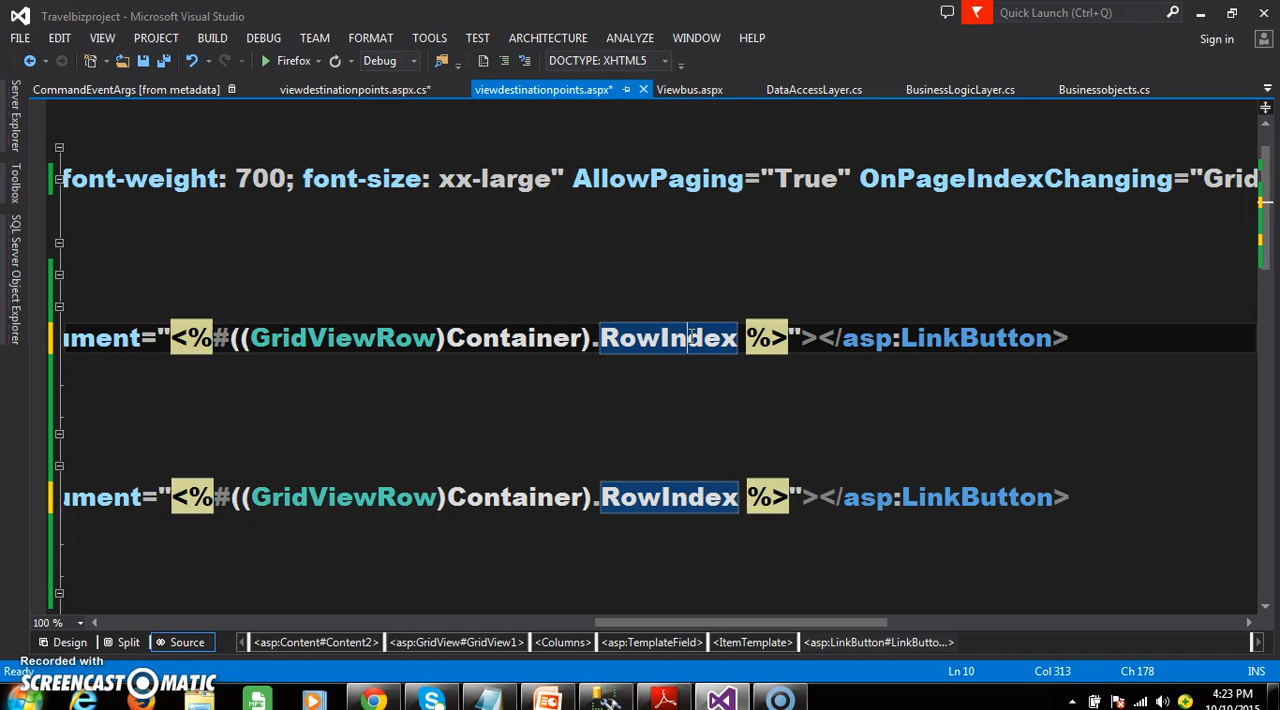 Travelbizproject - Microsoft Visual Studio
Quick Launch (Ctrl+Q)
FILE EDIT VIEW PROJECT BUILD DEBUG TEAM FORMAT TOOLS TEST ARCHITECTURE ANALYZE WINDOW HELP
Sign in
Firefox Debug DOCTYPE: XHTML5
CommandEventArgs [from metadata] viewdestinationpoints.aspx.cs* viewdestinationpoints.aspx* Viewbus.aspx DataAccessLayer.cs BusinessLogicLayer.cs Businessobjects.cs
Server Explorer
Toolbox
SQL Server Object Explorer
font-weight: 700; font-size: xx-large" AllowPaging="True" OnPageIndexChanging="Grid
ument="<%#((GridViewRow)Container).RowIndex %>"></asp:LinkButton>
ument="<%#((GridViewRow)Container).RowIndex %>"></asp:LinkButton>
100 %
Design Split Source <asp:Content#Content2> <asp:GridView#GridView1> <Columns> <asp:TemplateField> <ItemTemplate> <asp:LinkButton#LinkButto...>
Ready Ln 10 Col 313 Ch 178 INS
Recorded with
SCREENCAST MATIC
4:23 PM
10/10/2015